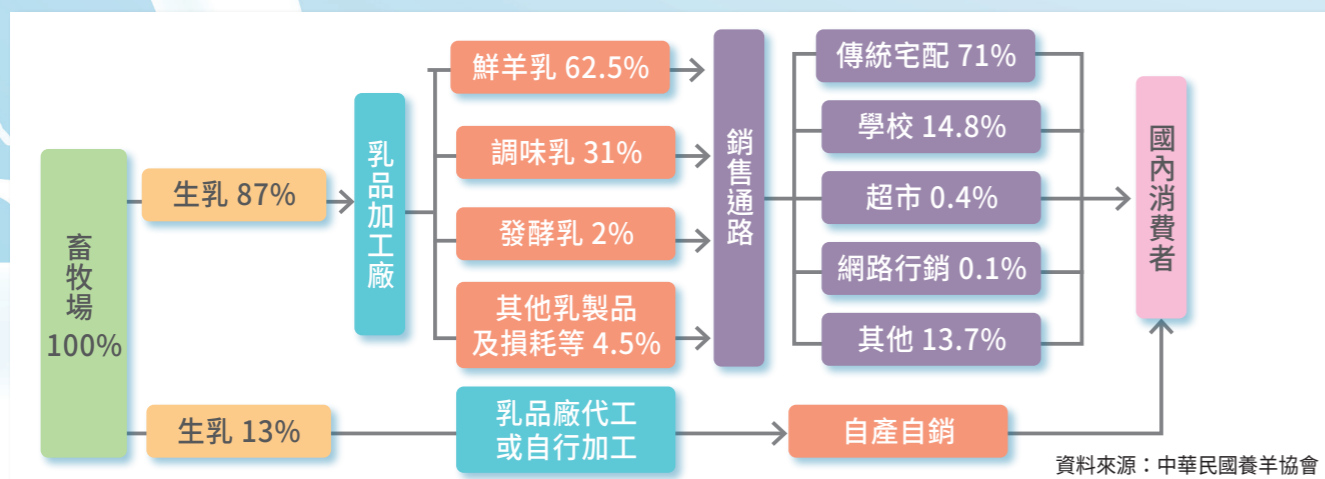 畜牧場
100%
生乳 87%
乳品加工廠
鮮羊乳 62.5%
調味乳 31%
發酵乳 2%
其他乳製品
及損耗等 4.5%
銷售通路
傳統宅配 71%
學校 14.8%
超市 0.4%
網路行銷 0.1%
其他 13.7%
國內消費者
生乳 13%
乳品廠代工
或自行加工
自產自銷
資料來源：中華民國養羊協會